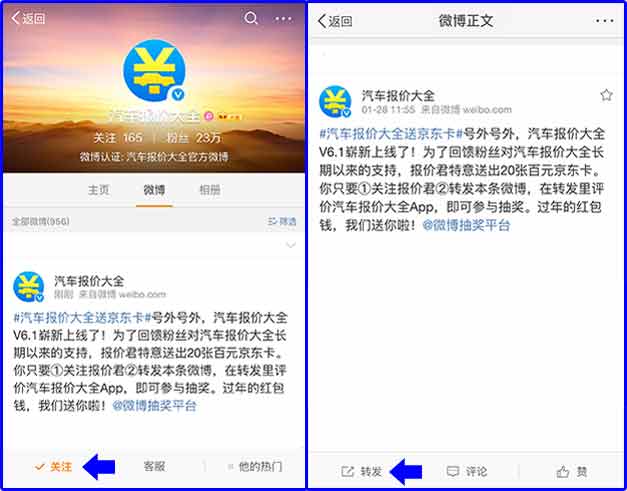 返回
汽车报价大全
关注 165 | 粉丝 23万
微博认证: 汽车报价大全官方微博
主页 微博 相册
全部微博(956) 筛选
汽车报价大全
刚刚 来自微博 weibo.com
#汽车报价大全送京东卡#号外号外，汽车报价大全
V6.1崭新上线了！为了回馈粉丝对汽车报价大全长
期以来的支持，报价君特意送出20张百元京东卡。
你只要①关注报价君②转发本条微博，在转发里评
价汽车报价大全App，即可参与抽奖。过年的红包
钱，我们送你啦！@微博抽奖平台
关注 客服 他的热门
返回 微博正文
汽车报价大全
01-28 11:55 来自微博 weibo.com
#汽车报价大全送京东卡#号外号外，汽车报价大全
V6.1崭新上线了！为了回馈粉丝对汽车报价大全长
期以来的支持，报价君特意送出20张百元京东卡。
你只要①关注报价君②转发本条微博，在转发里评
价汽车报价大全App，即可参与抽奖。过年的红包
钱，我们送你啦！@微博抽奖平台
转发 评论 赞